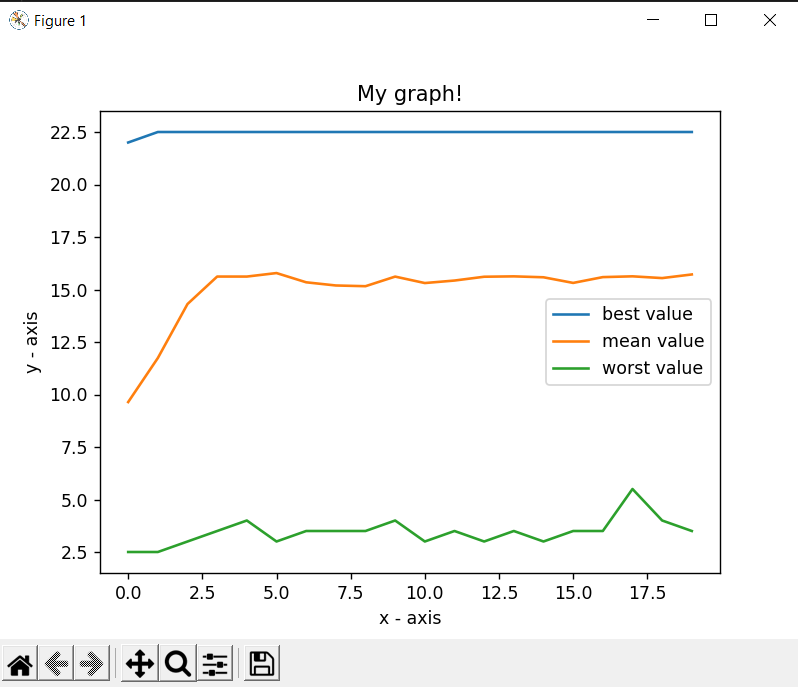 Figure 1
My graph!
22.5
20.0
17.5
15.0
12.5
10.0
7.5
5.0
2.5
y - axis
best value
mean value
worst value
0.0 2.5 5.0 7.5 10.0 12.5 15.0 17.5
x - axis